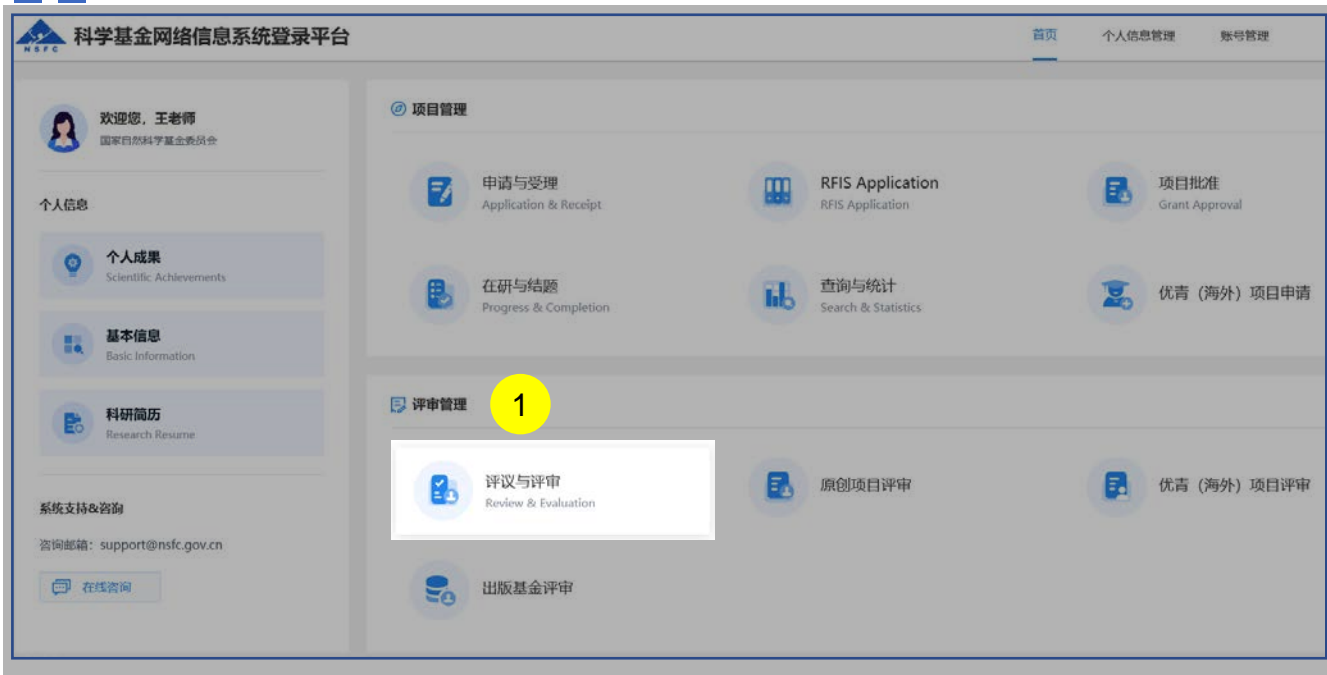 NSFC
科学基金网络信息系统登录平台
首页
个人信息管理
账号管理
欢迎您，王老师
国家自然科学基金委员会
个人信息
个人成果
Scientific Achievements
基本信息
Basic Information
科研简历
Research Resume
系统支持&咨询
咨询邮箱：support@nsfc.gov.cn
在线咨询
项目管理
申请与受理
Application & Receipt
RFIS Application
RFIS Application
项目批准
Grant Approval
在研与结题
Progress & Completion
查询与统计
Search & Statistics
优青（海外）项目申请
评审管理
1
评议与评审
Review & Evaluation
原创项目评审
优青（海外）项目评审
出版基金评审